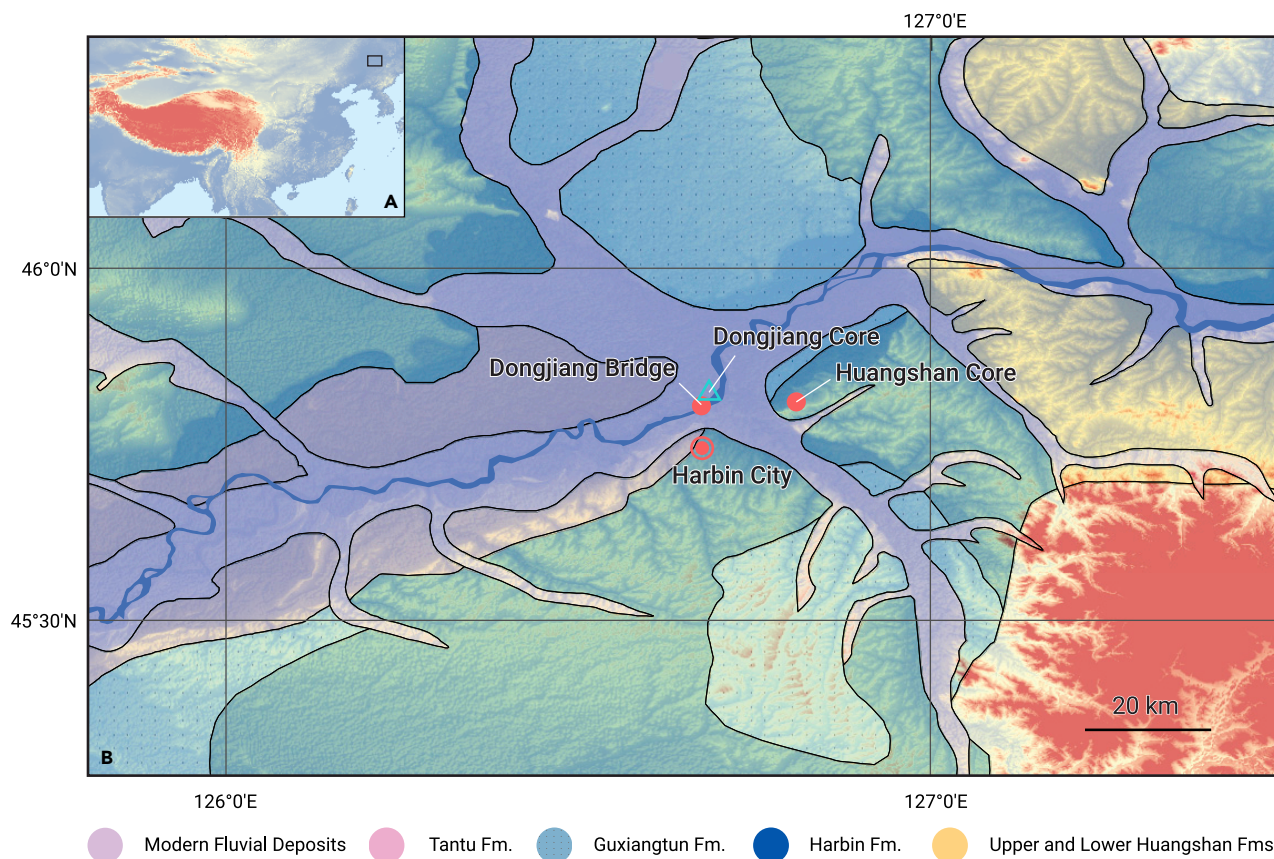 127°0'E
A
46°0'N
Dongjiang Core
Dongjiang Bridge
Huangshan Core
Harbin City
45°30'N
20 km
B
126°0'E
127°0'E
Modern Fluvial Deposits
Tantu Fm.
Guxiangtun Fm.
Harbin Fm.
Upper and Lower Huangshan Fms